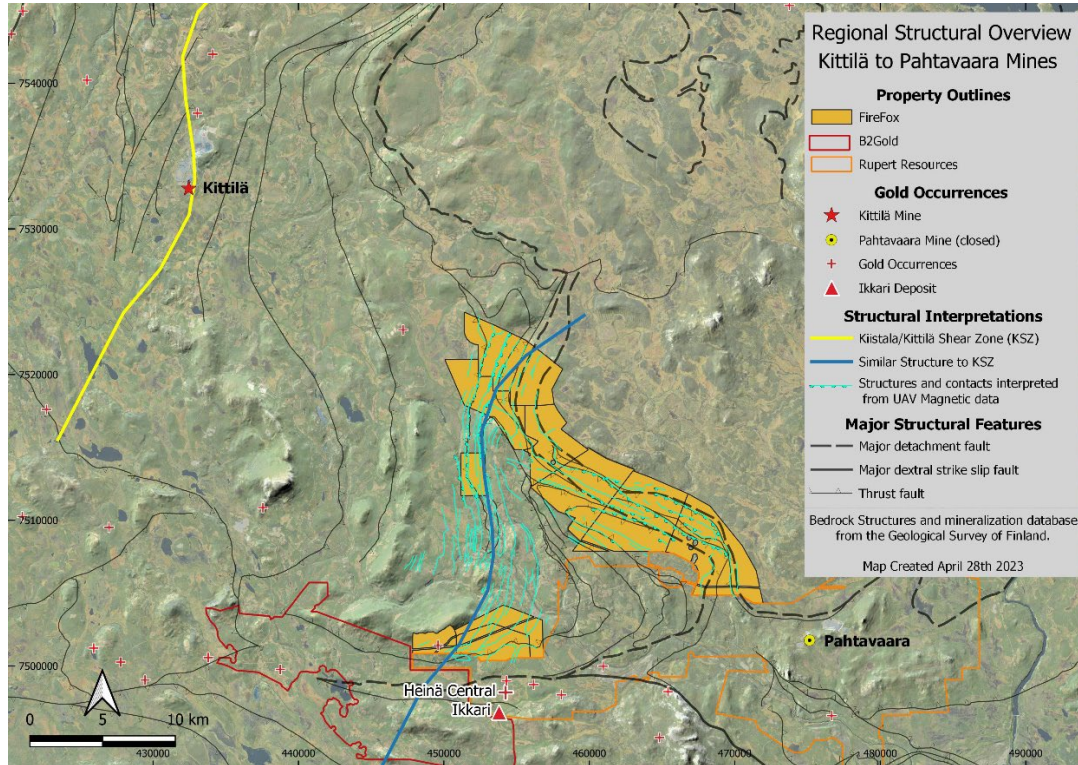 Regional Structural Overview
Kittilä to Pahtavaara Mines
Property Outlines
FireFox
B2Gold
Rupert Resources
Gold Occurrences
Kittilä Mine
Pahtavaara Mine (closed)
Gold Occurrences
Ikkari Deposit
Structural Interpretations
Kiistala/Kittilä Shear Zone (KSZ)
Similar Structure to KSZ
Structures and contacts interpreted
from UAV Magnetic data
Major Structural Features
Major detachment fault
Major dextral strike slip fault
Thrust fault
Bedrock Structures and mineralization database
from the Geological Survey of Finland.
Map Created April 28th 2023
7540000
Kittilä
7530000
7520000
7510000
7500000
Pahtavaara
Heinä Central
Ikkari
0 5 10 km
430000 440000 450000 460000 470000 480000 490000